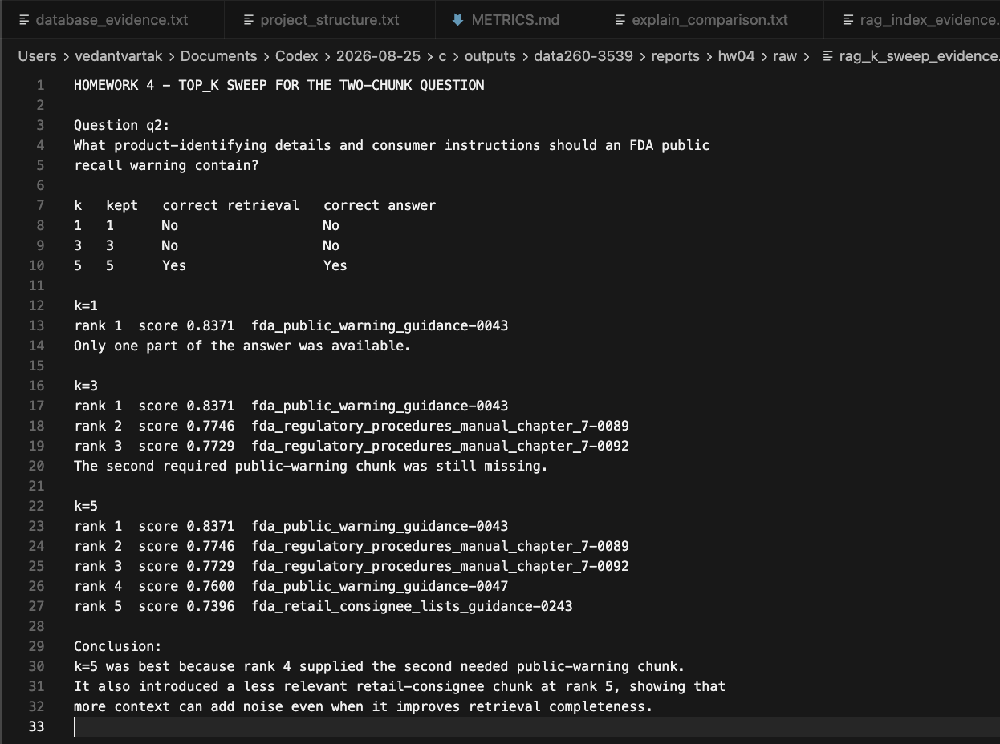 database_evidence.txt project_structure.txt METRICS.md explain_comparison.txt rag_index_evidence.
Users > vedantvartak > Documents > Codex > 2026-08-25 > c > outputs > data260-3539 > reports > hw04 > raw > rag_k_sweep_evidence.
1 HOMEWORK 4 - TOP_K SWEEP FOR THE TWO-CHUNK QUESTION
2
3 Question q2:
4 What product-identifying details and consumer instructions should an FDA public
5 recall warning contain?
6
7 k kept correct retrieval correct answer
8 1 1 No No
9 3 3 No No
10 5 5 Yes Yes
11
12 k=1
13 rank 1 score 0.8371 fda_public_warning_guidance-0043
14 Only one part of the answer was available.
15
16 k=3
17 rank 1 score 0.8371 fda_public_warning_guidance-0043
18 rank 2 score 0.7746 fda_regulatory_procedures_manual_chapter_7-0089
19 rank 3 score 0.7729 fda_regulatory_procedures_manual_chapter_7-0092
20 The second required public-warning chunk was still missing.
21
22 k=5
23 rank 1 score 0.8371 fda_public_warning_guidance-0043
24 rank 2 score 0.7746 fda_regulatory_procedures_manual_chapter_7-0089
25 rank 3 score 0.7729 fda_regulatory_procedures_manual_chapter_7-0092
26 rank 4 score 0.7600 fda_public_warning_guidance-0047
27 rank 5 score 0.7396 fda_retail_consignee_lists_guidance-0243
28
29 Conclusion:
30 k=5 was best because rank 4 supplied the second needed public-warning chunk.
31 It also introduced a less relevant retail-consignee chunk at rank 5, showing that
32 more context can add noise even when it improves retrieval completeness.
33